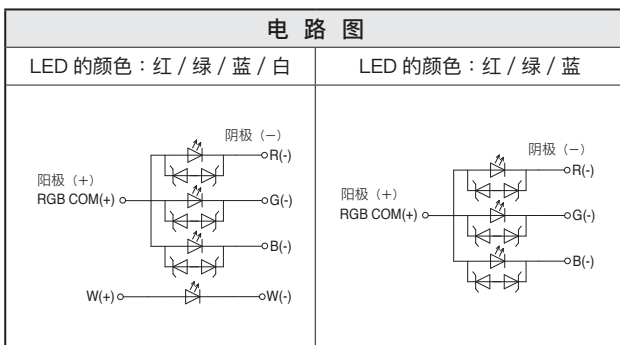 电 路 图
LED 的颜色：红 / 绿 / 蓝 / 白
LED 的颜色：红 / 绿 / 蓝
阴极（−）
R(-)
阳极（+）
RGB COM(+)
G(-)
B(-)
W(+)
W(-)
阴极（−）
R(-)
阳极（+）
RGB COM(+)
G(-)
B(-)